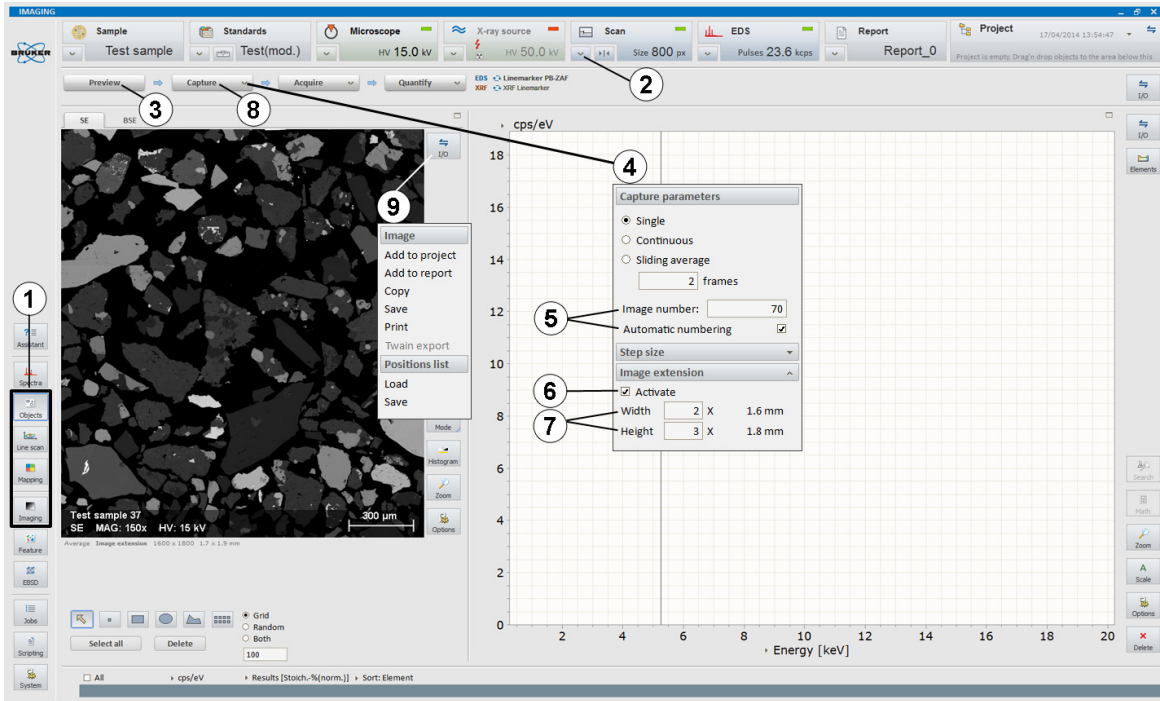 IMAGING
BRUKER
Sample
Test sample
Standards
Test(mod.)
Microscope
HV 15.0 kV
X-ray source
HV 50.0 kV
Scan
Size 800 px
EDS
Pulses 23.6 kcps
Report
Report_0
Project
17/04/2014 13:54:47
Project is empty. Drag'n drop objects to the area below this.
Preview
Capture
Acquire
Quantify
EDS Linemarker PB-ZAF
XRF XRF Linemarker
I/O
2
3
8
4
SE
BSE
I/O
9
Image
Add to project
Add to report
Copy
Save
Print
Twain export
Positions list
Load
Save
Mode
Histogram
Zoom
Options
Test sample 37
SE MAG: 150x HV: 15 kV
300 µm
Average Image extension 1600 x 1800 1.7 x 1.9 mm
Grid
Random
Both
100
Select all
Delete
1
Assistant
Spectra
Objects
Line scan
Mapping
Imaging
Feature
EBSD
Jobs
Scripting
System
cps/eV
18
16
14
12
10
8
6
4
2
0
2 4 6 8 10 12 14 16 18 20
Energy [keV]
Capture parameters
Single
Continuous
Sliding average
2 frames
5
Image number: 70
Automatic numbering
Step size
Image extension
6
Activate
7
Width 2 X 1.6 mm
Height 3 X 1.8 mm
I/O
Elements
Search
Math
Zoom
Scale
Options
Delete
All
cps/eV
Results [Stoich.-%(norm.)]
Sort: Element